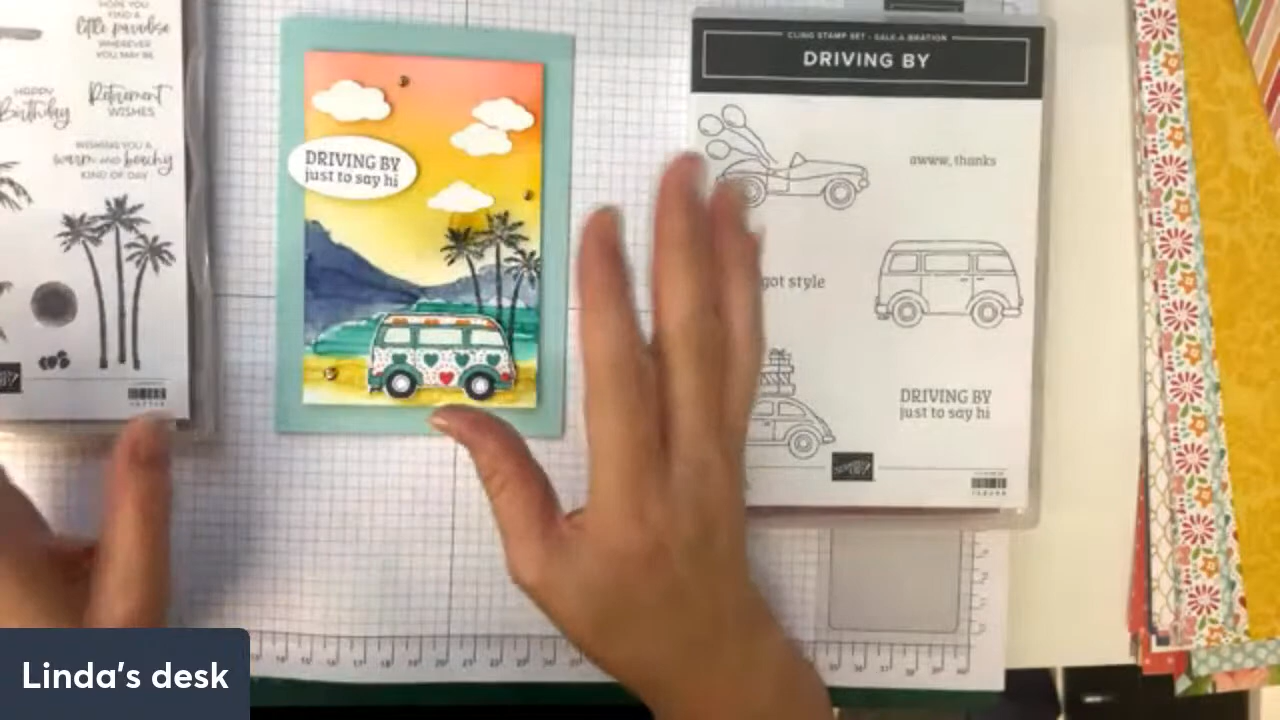 HOPE YOU
FIND A
little paradise
WHEREVER
YOU MAY BE
HAPPY
Birthday
Retirement
WISHES
WISHING YOU A
warm AND beachy
KIND OF DAY
DRIVING BY
just to say hi
CLING STAMP SET • SALE-A-BRATION
DRIVING BY
awww, thanks
got style
DRIVING BY
just to say hi
Linda's desk